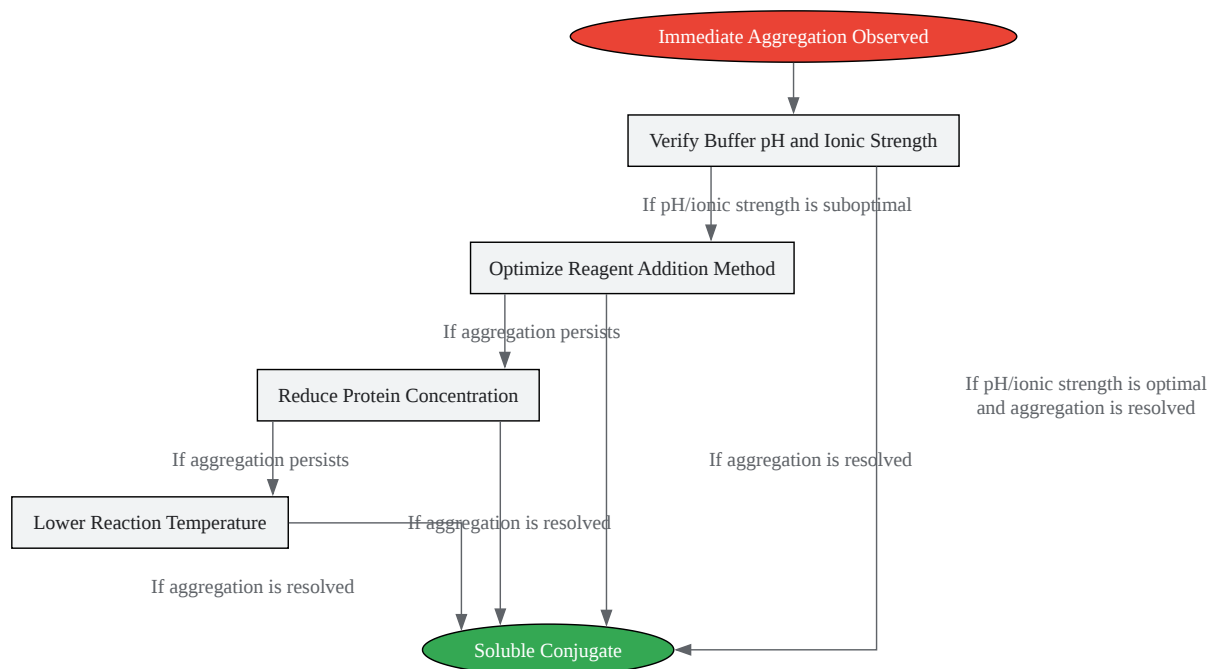 Immediate Aggregation Observed
Verify Buffer pH and Ionic Strength
If pH/ionic strength is suboptimal
Optimize Reagent Addition Method
If aggregation persists
If pH/ionic strength is optimal
and aggregation is resolved
Reduce Protein Concentration
If aggregation persists
If aggregation is resolved
Lower Reaction Temperature
If aggregation is resolved
If aggregation is resolved
Soluble Conjugate